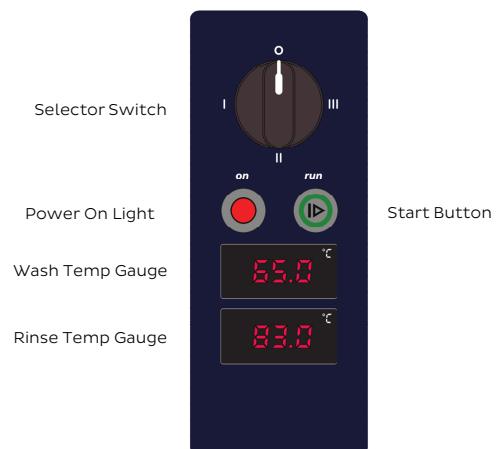 O
Selector Switch
I
III
II
on
run
Power On Light
Start Button
°C
Wash Temp Gauge
65.0
°C
Rinse Temp Gauge
83.0